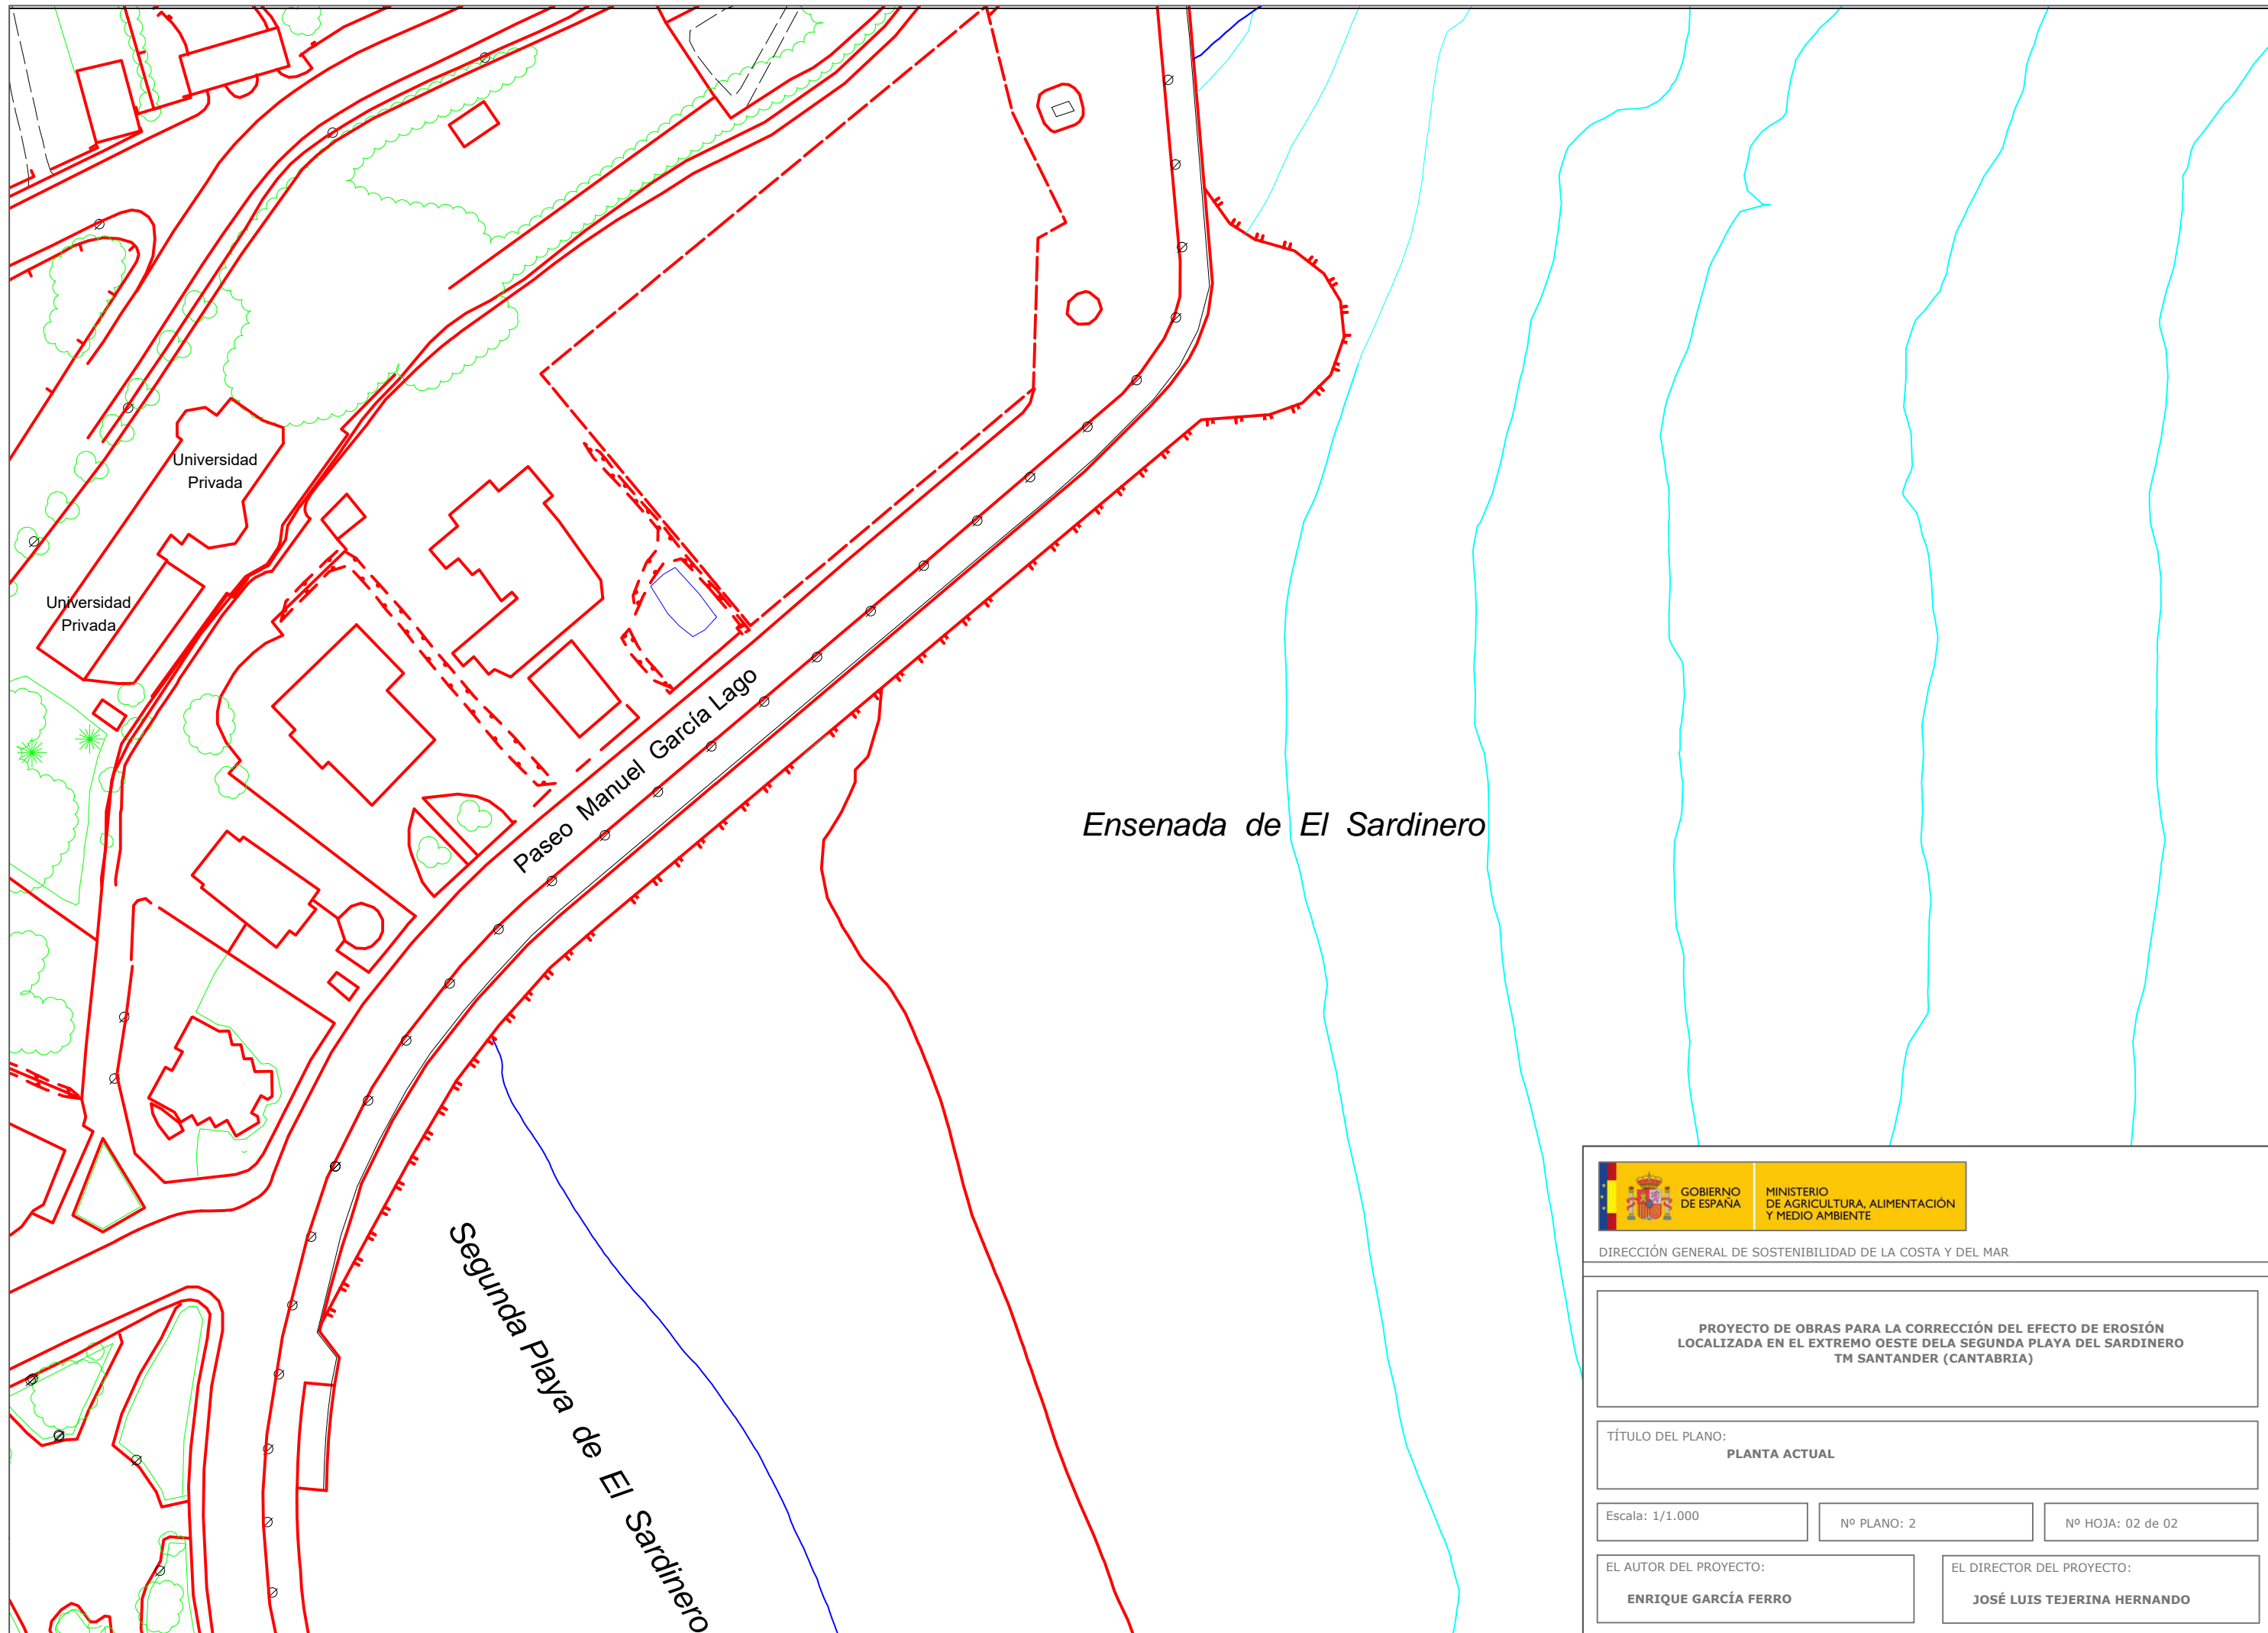 Universidad
Privada
Universidad
Privada
Paseo Manuel García Lago
Ensenada de El Sardinero
Segunda Playa de El Sardinero
GOBIERNO
DE ESPAÑA
MINISTERIO
DE AGRICULTURA, ALIMENTACIÓN
Y MEDIO AMBIENTE
DIRECCIÓN GENERAL DE SOSTENIBILIDAD DE LA COSTA Y DEL MAR
PROYECTO DE OBRAS PARA LA CORRECCIÓN DEL EFECTO DE EROSIÓN
LOCALIZADA EN EL EXTREMO OESTE DELA SEGUNDA PLAYA DEL SARDINERO
TM SANTANDER (CANTABRIA)
TÍTULO DEL PLANO:
PLANTA ACTUAL
Escala: 1/1.000
Nº PLANO: 2
Nº HOJA: 02 de 02
EL AUTOR DEL PROYECTO:
ENRIQUE GARCÍA FERRO
EL DIRECTOR DEL PROYECTO:
JOSÉ LUIS TEJERINA HERNANDO